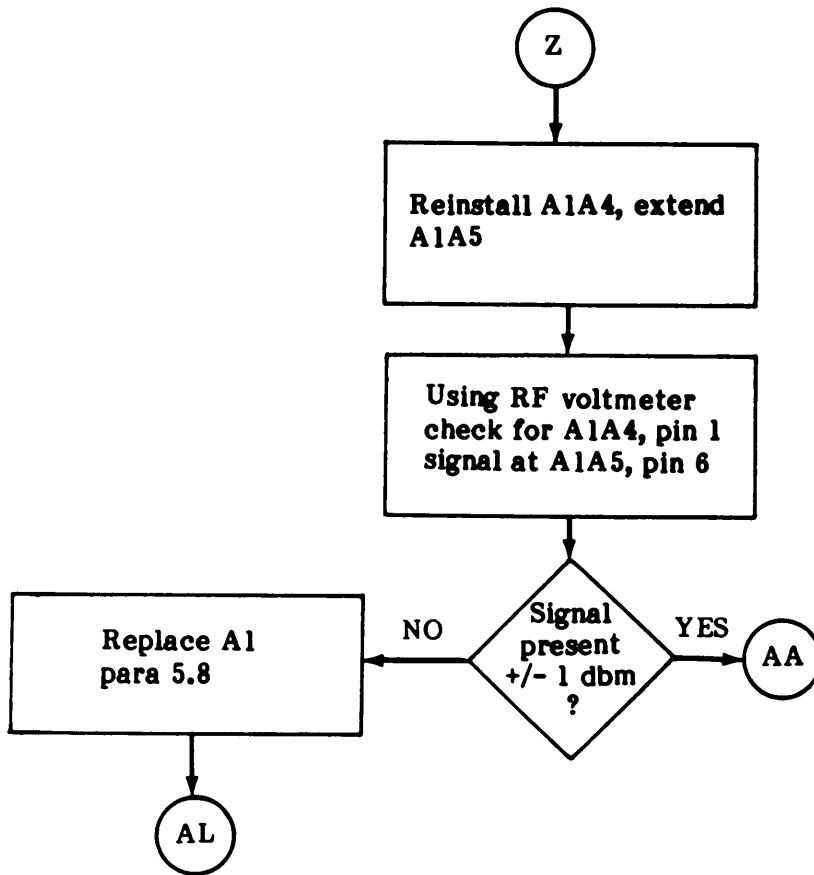 Z
Reinstall A1A4, extend
A1A5
Using RF voltmeter
check for A1A4, pin 1
signal at A1A5, pin 6
Signal
present
+/- 1 dbm
?
NO
YES
AA
Replace A1
para 5.8
AL